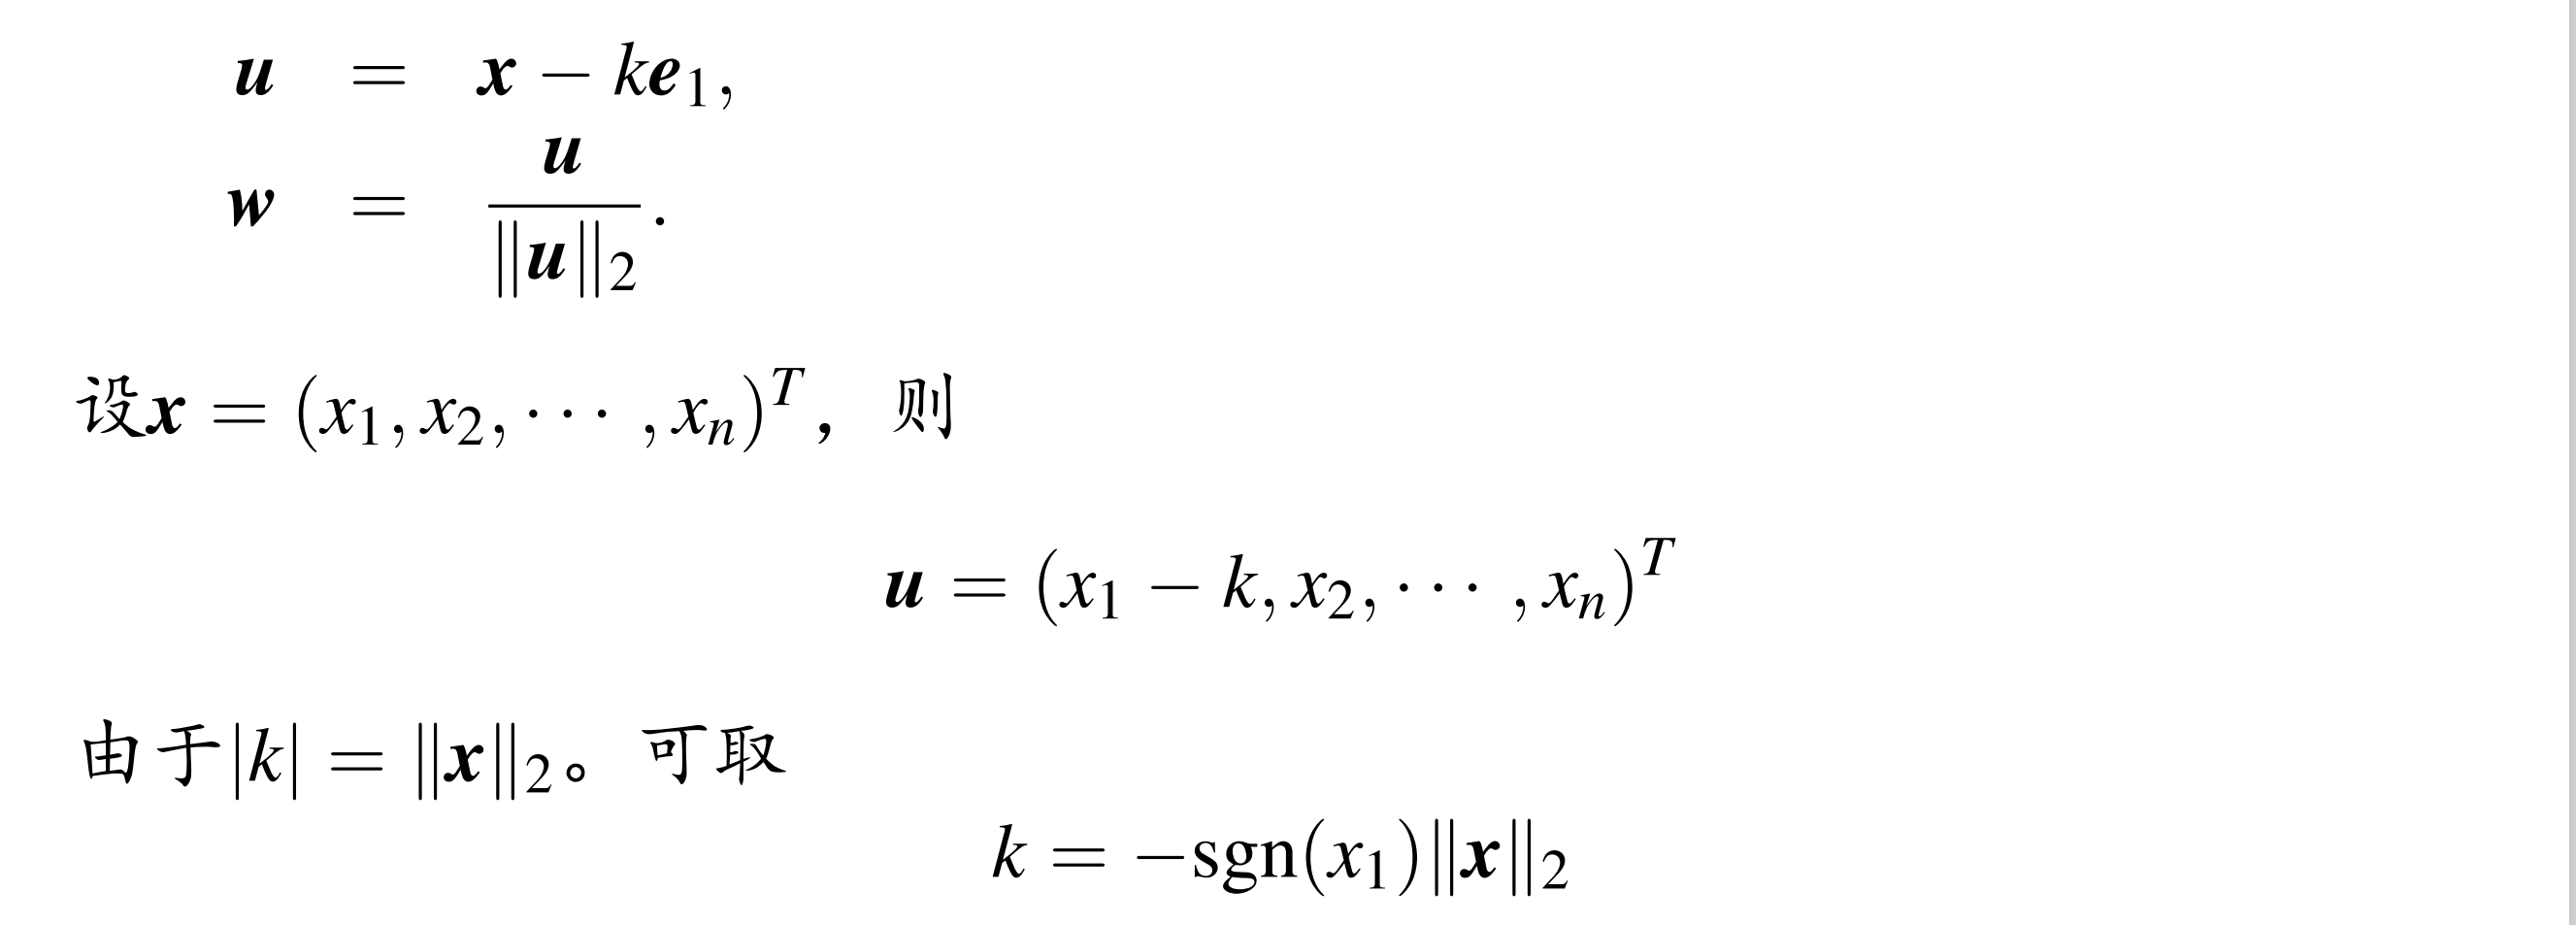 u = x − ke₁,
w = u / ‖u‖₂.
设x = (x₁, x₂, ··· , xₙ)ᵀ，则
u = (x₁ − k, x₂, ··· , xₙ)ᵀ
由于|k| = ‖x‖₂。可取
k = −sgn(x₁)‖x‖₂